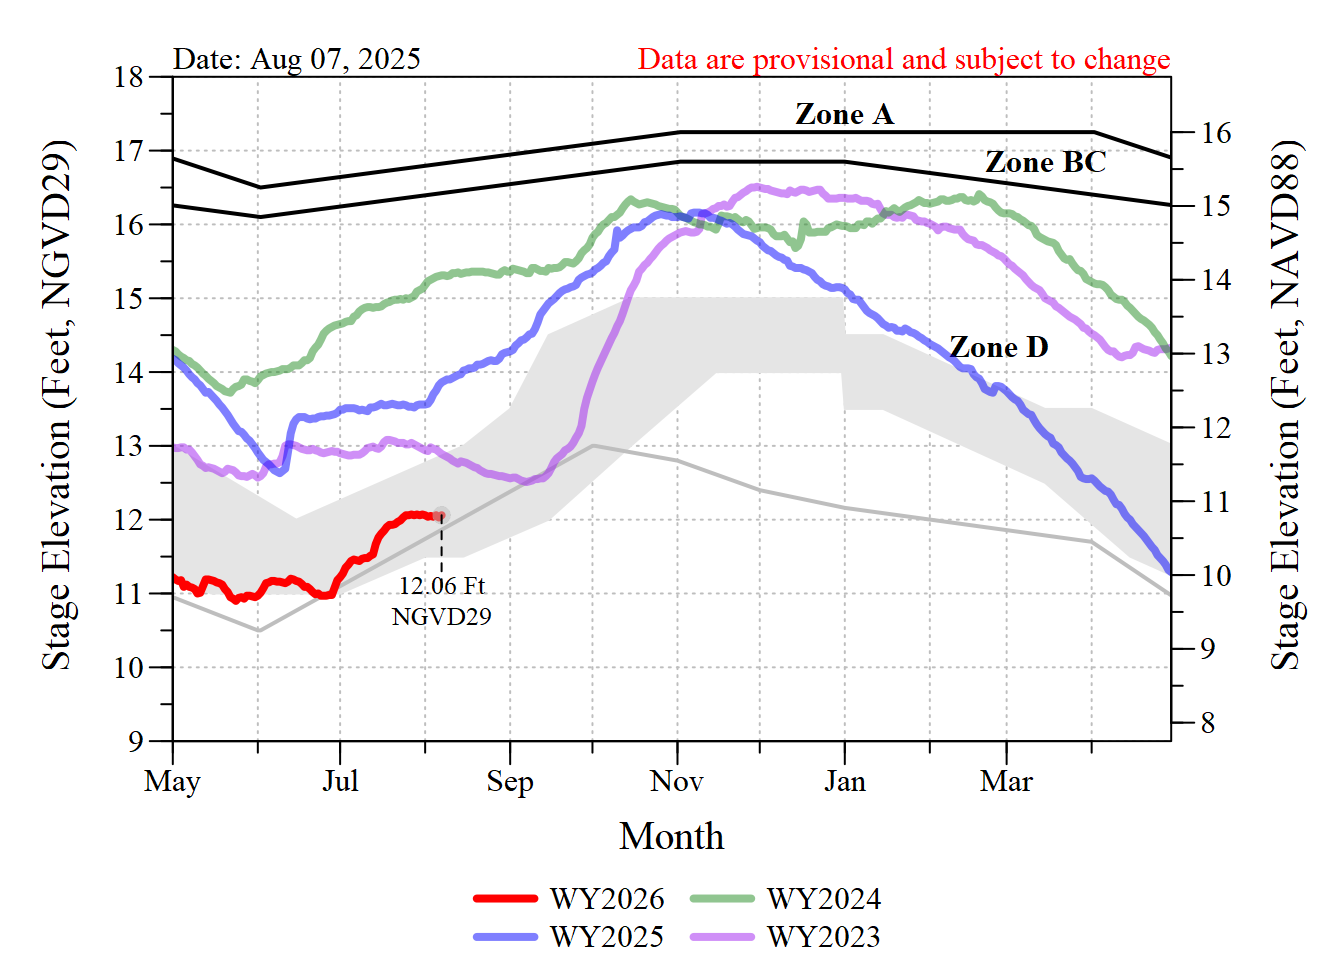 Date: Aug 07, 2025
Data are provisional and subject to change
Stage Elevation (Feet, NGVD29)
18
17
16
15
14
13
12
11
10
9
Zone A
Zone BC
Zone D
12.06 Ft
NGVD29
16
15
14
13
12
11
10
9
8
Stage Elevation (Feet, NAVD88)
May
Jul
Sep
Nov
Jan
Mar
Month
WY2026
WY2024
WY2025
WY2023